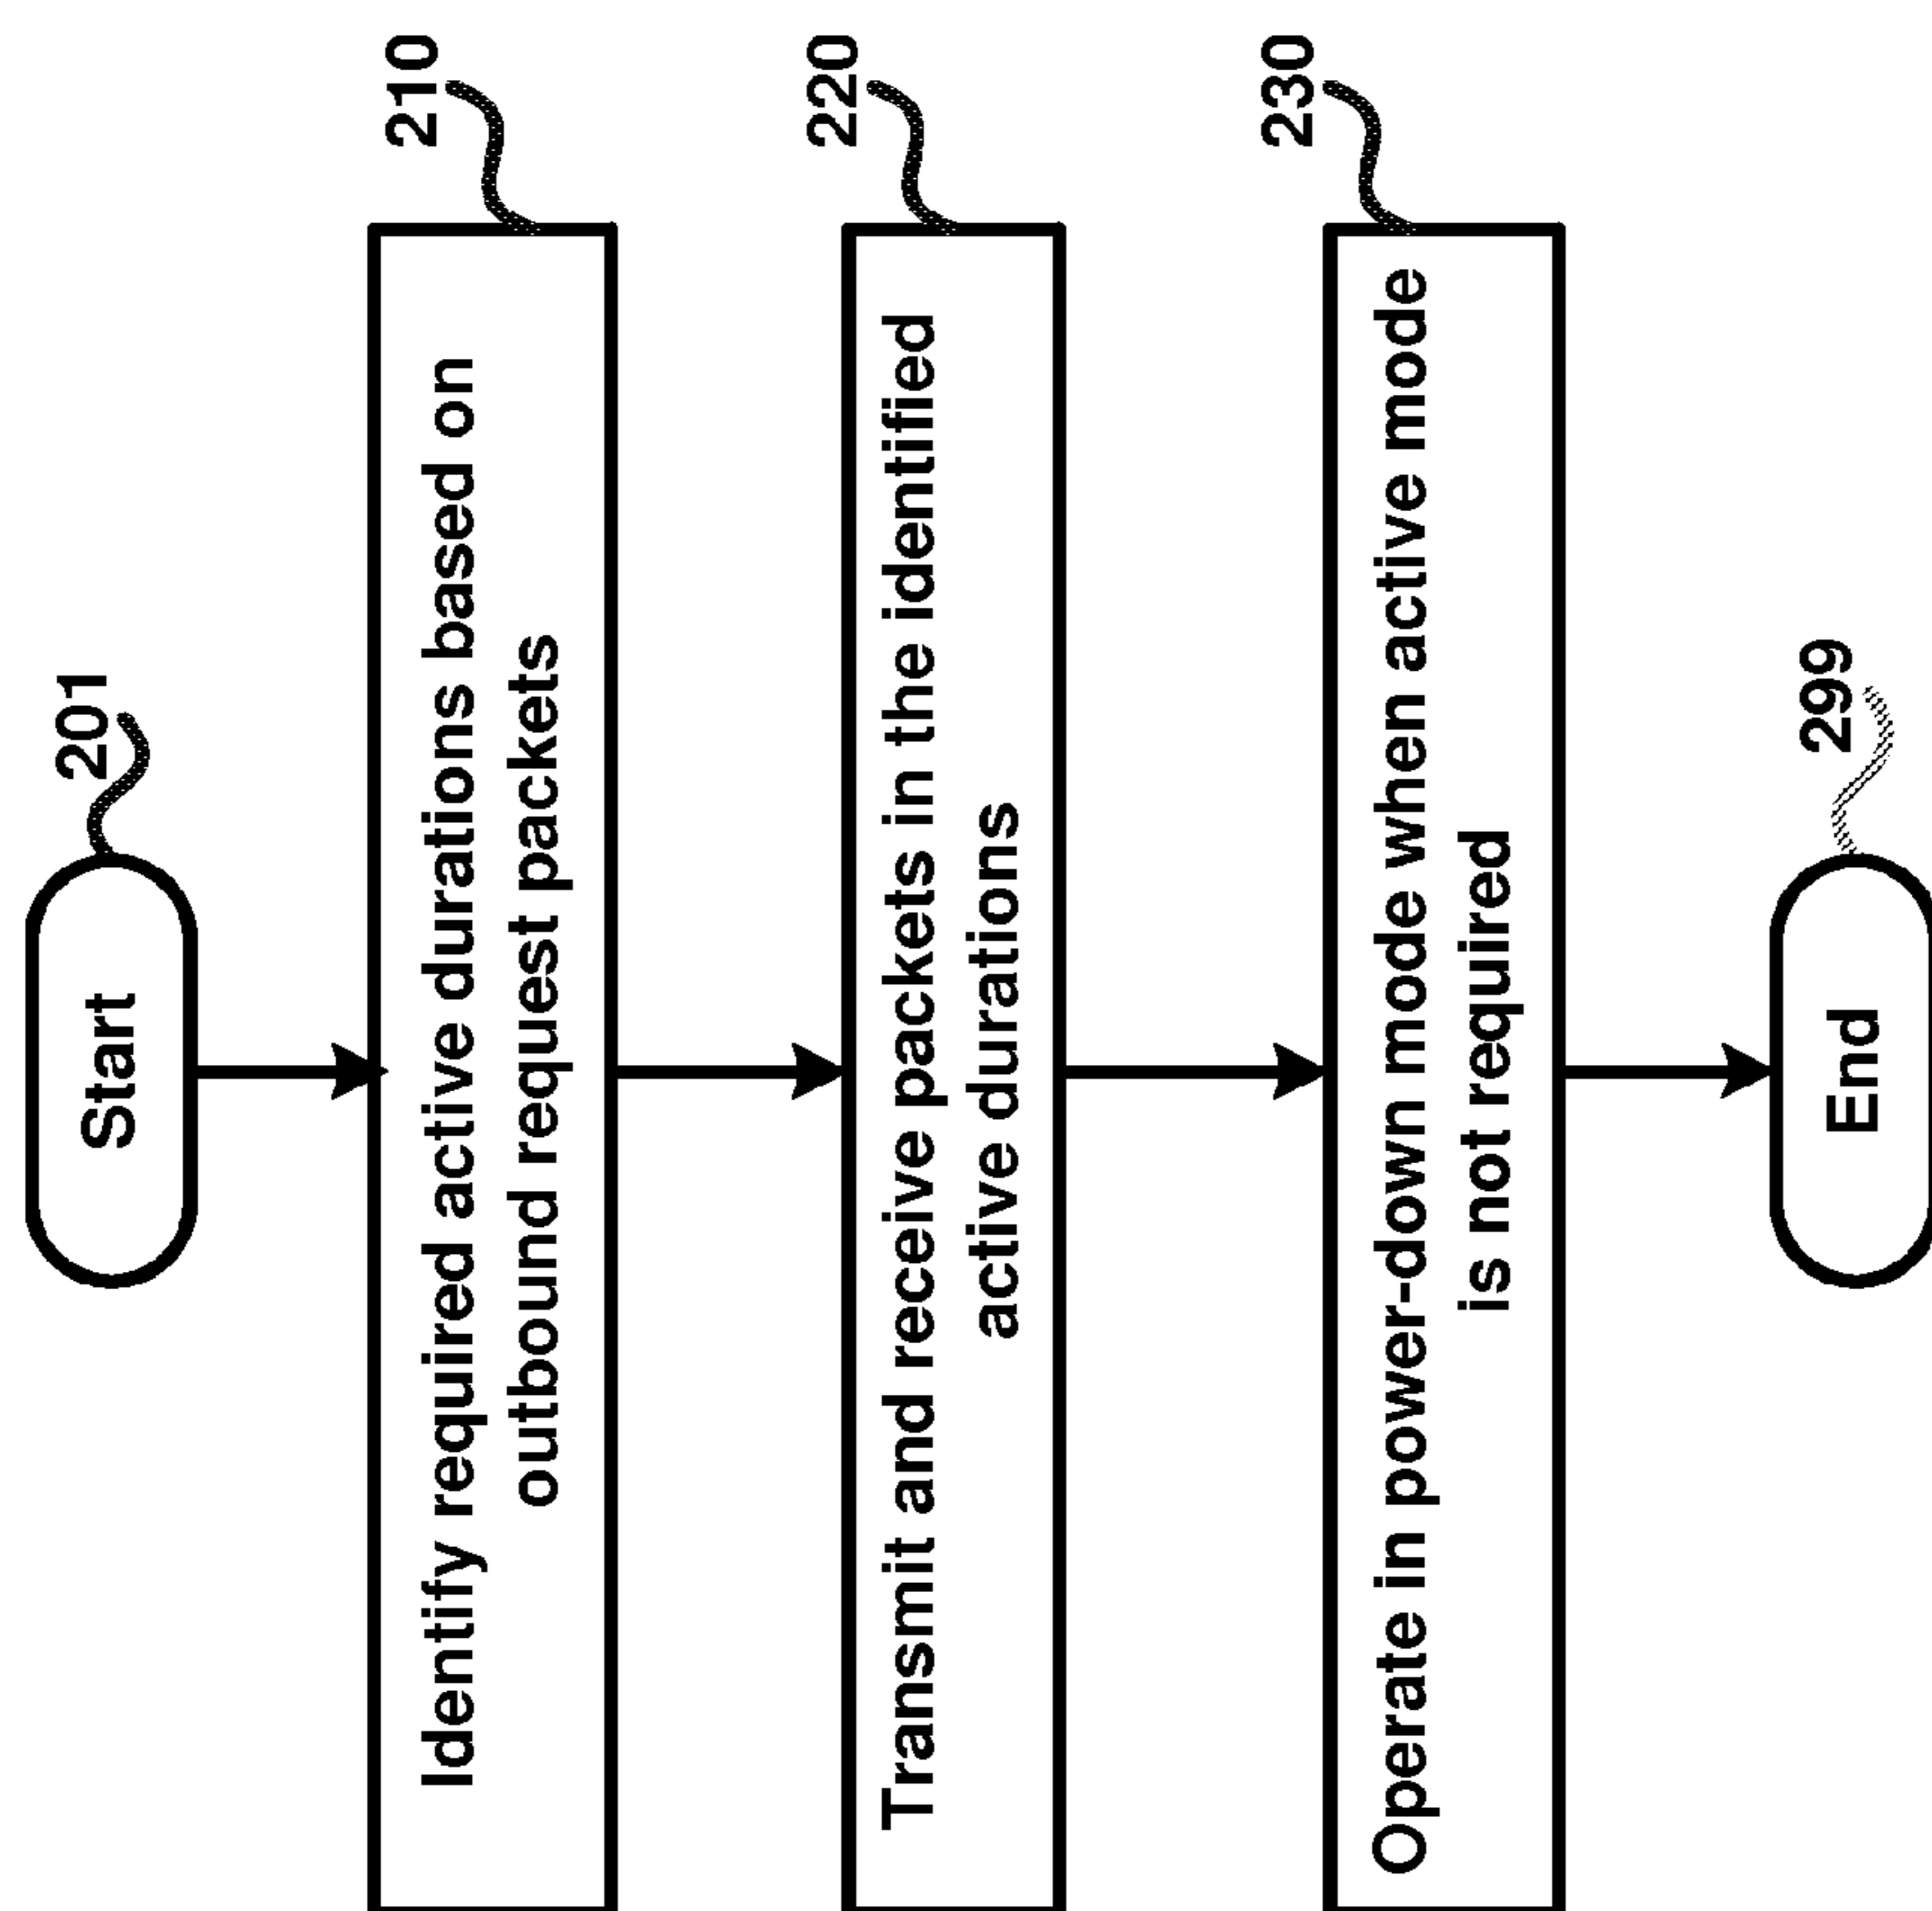 201
Start
210
Identify required active durations based on
outbound request packets
220
Transmit and receive packets in the identified
active durations
230
Operate in power-down mode when active mode
is not required
299
End